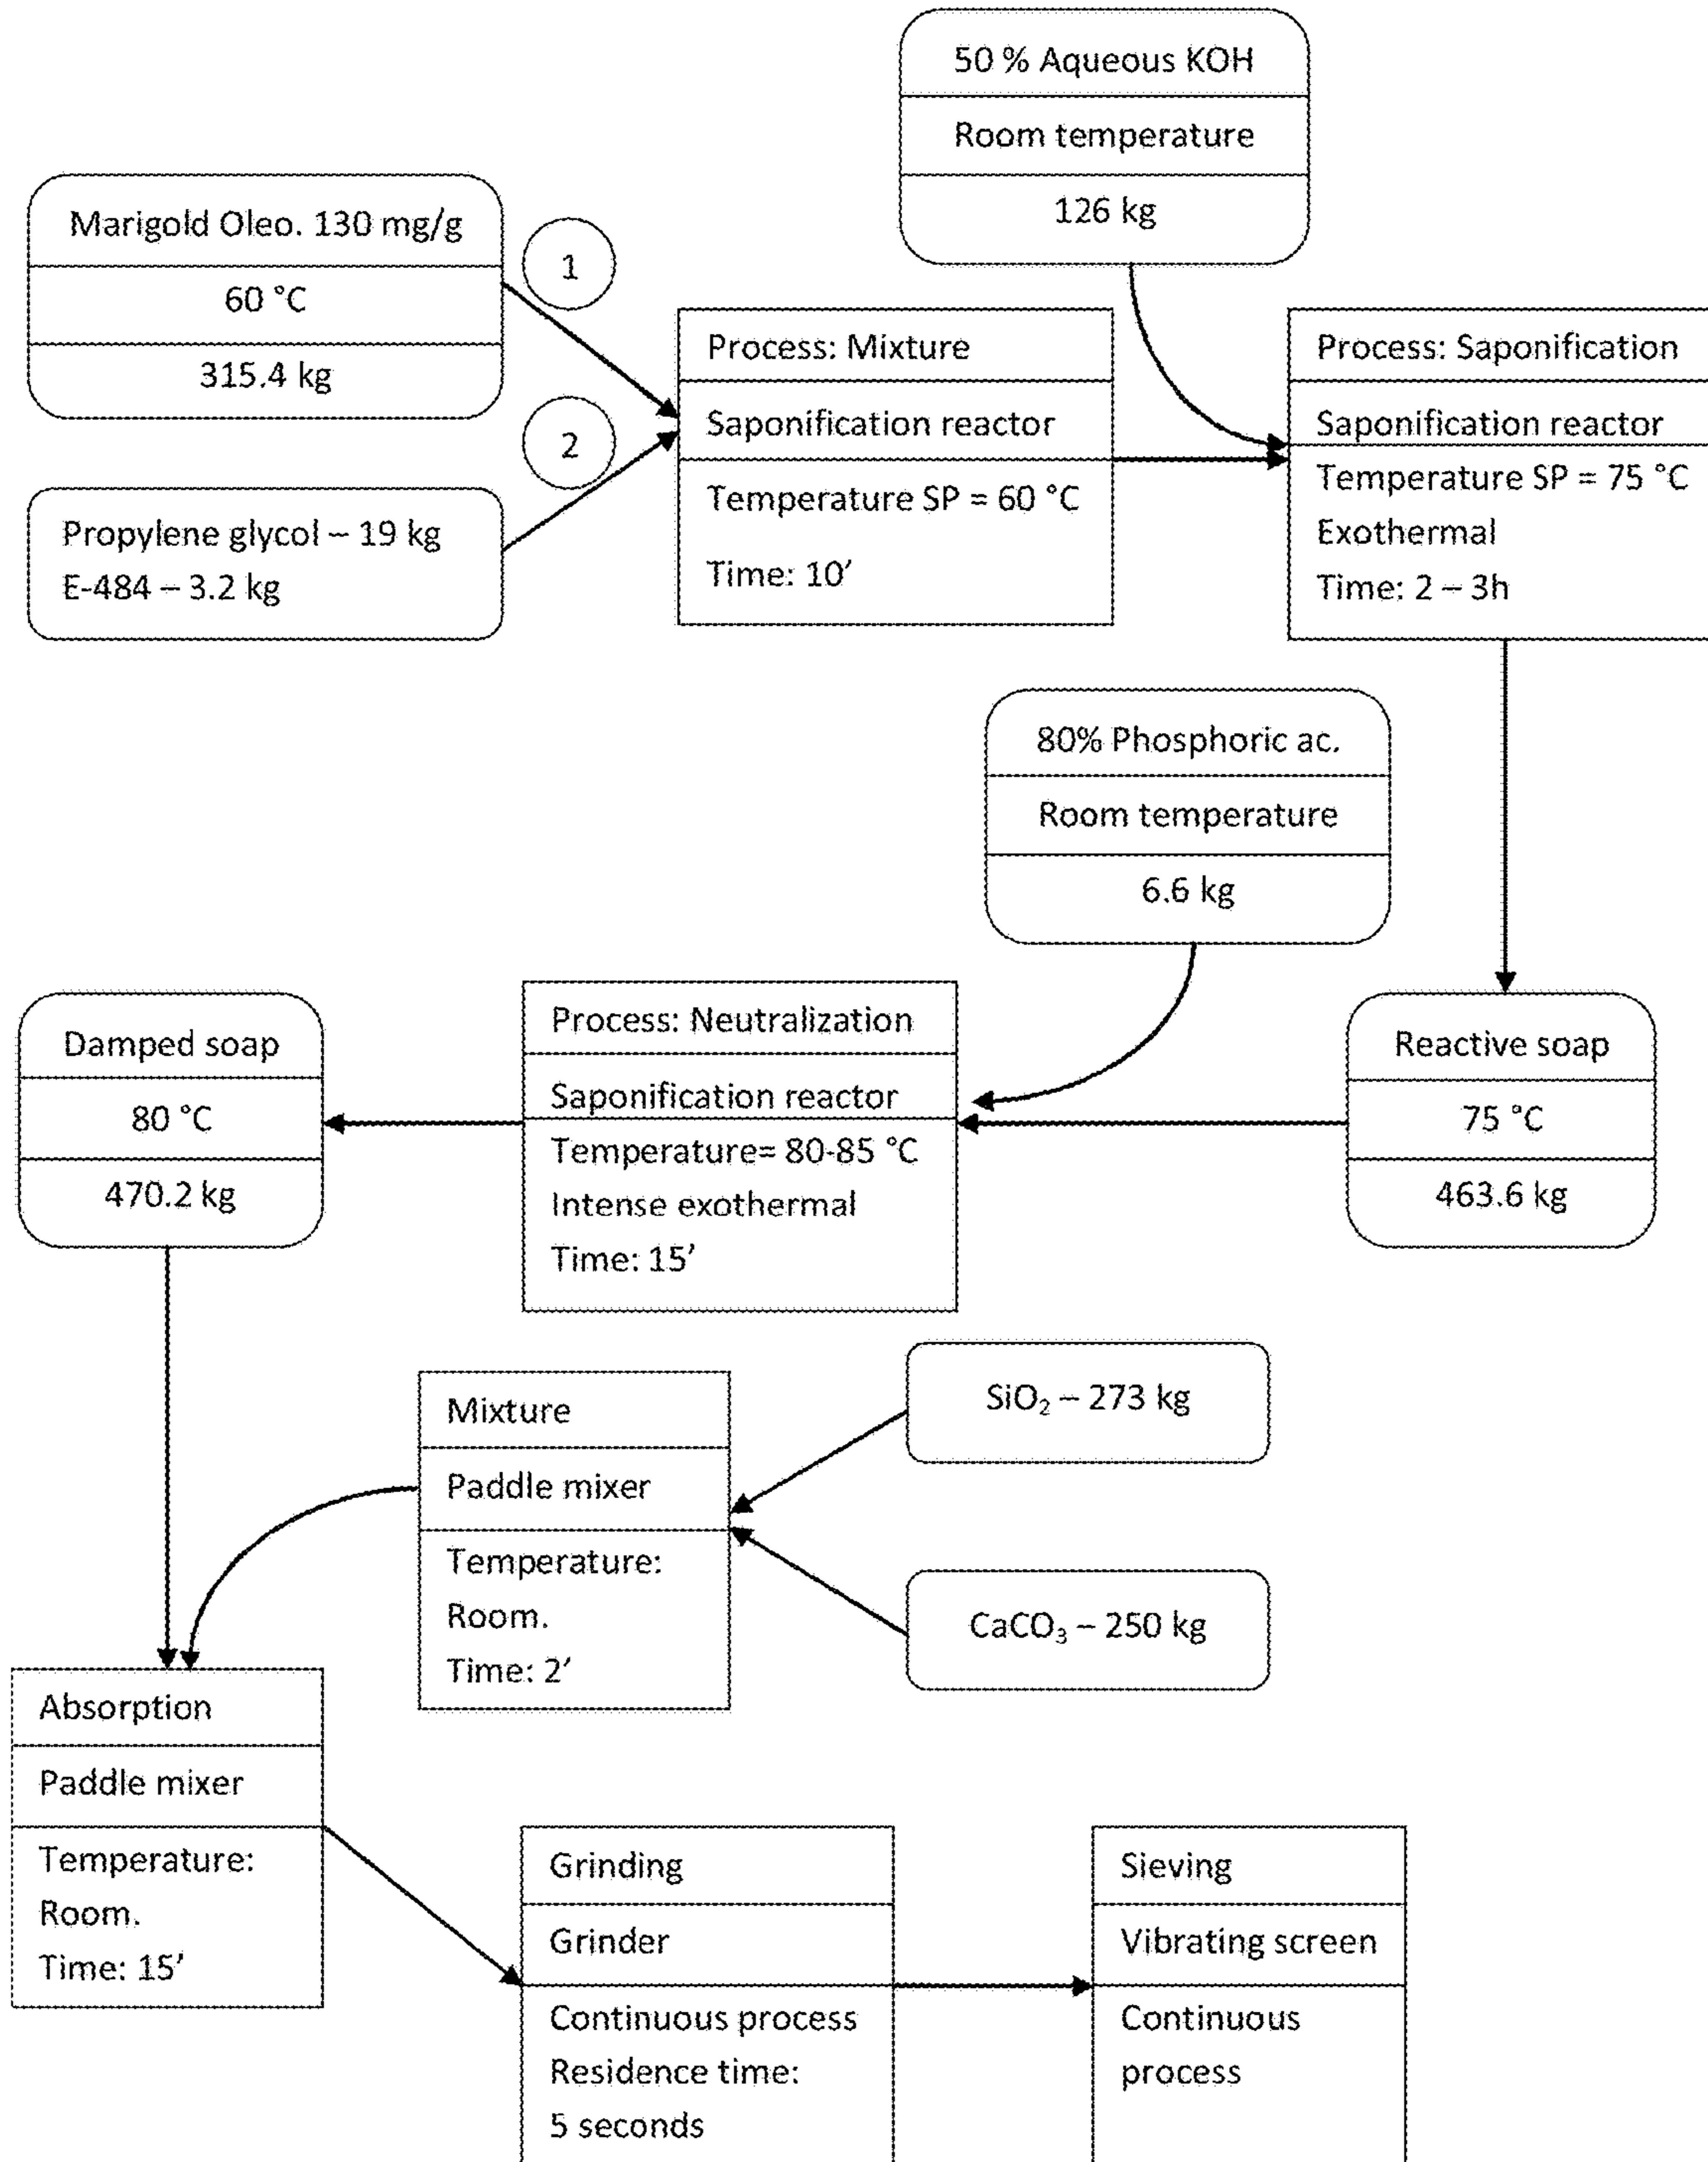 50 % Aqueous KOH
Room temperature
126 kg
Marigold Oleo. 130 mg/g
60 °C
315.4 kg
1
2
Propylene glycol – 19 kg
E-484 – 3.2 kg
Process: Mixture
Saponification reactor
Temperature SP = 60 °C
Time: 10’
Process: Saponification
Saponification reactor
Temperature SP = 75 °C
Exothermal
Time: 2 – 3h
80% Phosphoric ac.
Room temperature
6.6 kg
Reactive soap
75 °C
463.6 kg
Process: Neutralization
Saponification reactor
Temperature= 80-85 °C
Intense exothermal
Time: 15’
Damped soap
80 °C
470.2 kg
SiO₂ – 273 kg
CaCO₃ – 250 kg
Mixture
Paddle mixer
Temperature:
Room.
Time: 2’
Absorption
Paddle mixer
Temperature:
Room.
Time: 15’
Grinding
Grinder
Continuous process
Residence time:
5 seconds
Sieving
Vibrating screen
Continuous
process